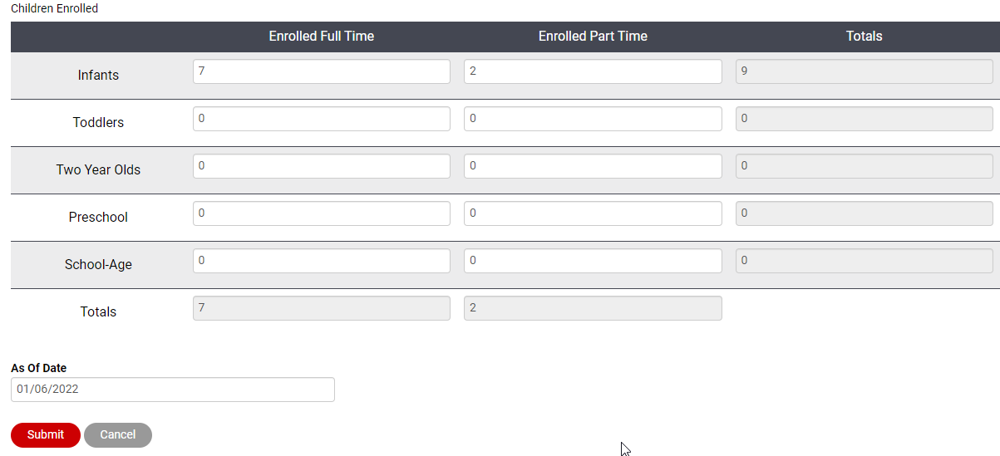 Children Enrolled
Enrolled Full Time Enrolled Part Time Totals
Infants 7 2 9
Toddlers 0 0 0
Two Year Olds 0 0 0
Preschool 0 0 0
School-Age 0 0 0
Totals 7 2
As Of Date
01/06/2022
Submit Cancel